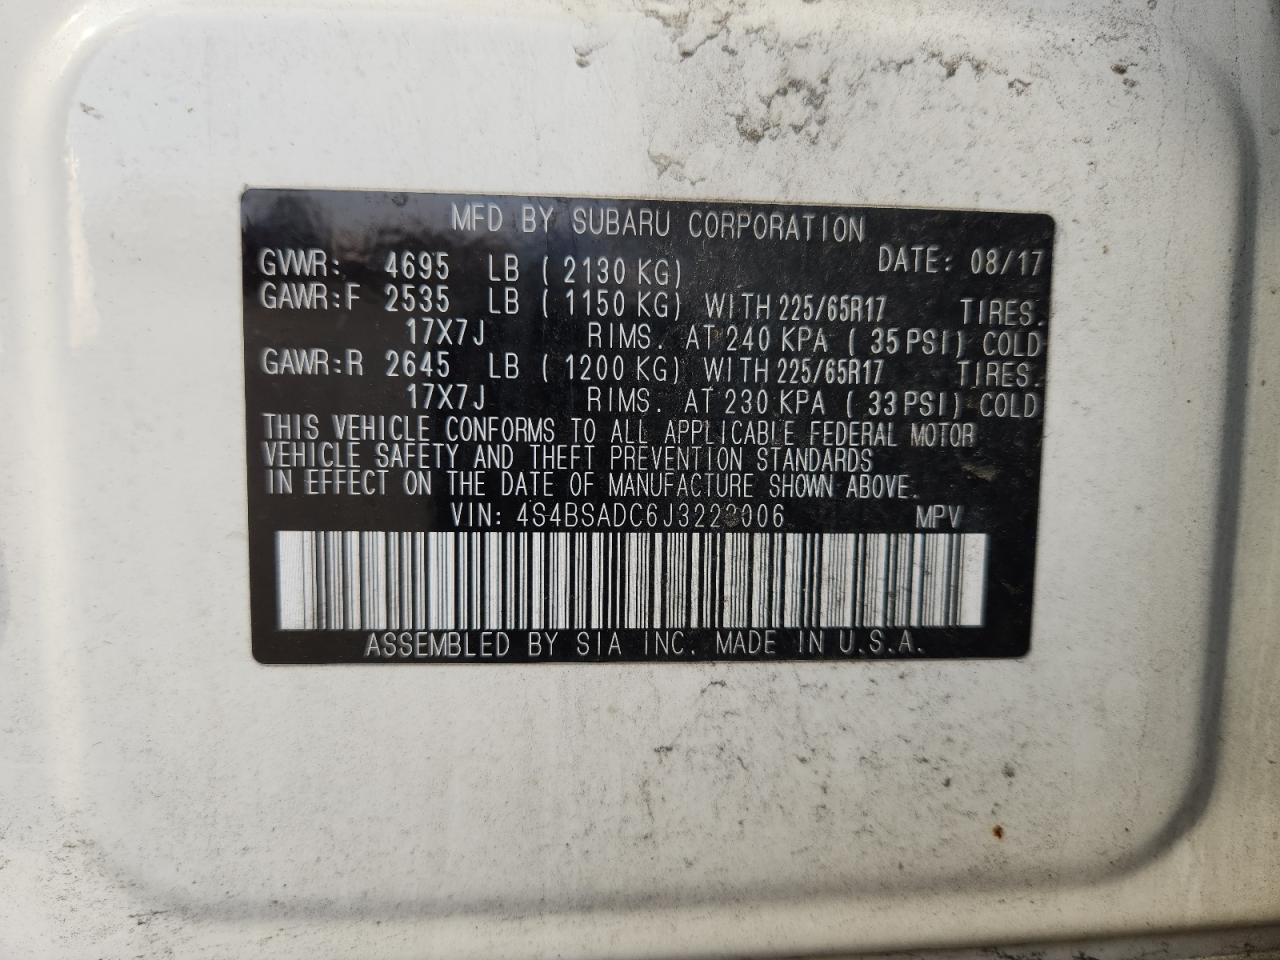 MFD BY SUBARU CORPORATION
DATE: 08/17
GVWR: 4695 LB ( 2130 KG)
GAWR:F 2535 LB ( 1150 KG) WITH 225/65R17 TIRES.
17X7J RIMS. AT 240 KPA ( 35 PSI) COLD
GAWR:R 2645 LB ( 1200 KG) WITH 225/65R17 TIRES.
17X7J RIMS. AT 230 KPA ( 33 PSI) COLD
THIS VEHICLE CONFORMS TO ALL APPLICABLE FEDERAL MOTOR
VEHICLE SAFETY AND THEFT PREVENTION STANDARDS
IN EFFECT ON THE DATE OF MANUFACTURE SHOWN ABOVE.
VIN: 4S4BSADC6J3223006 MPV
ASSEMBLED BY SIA INC. MADE IN U.S.A.